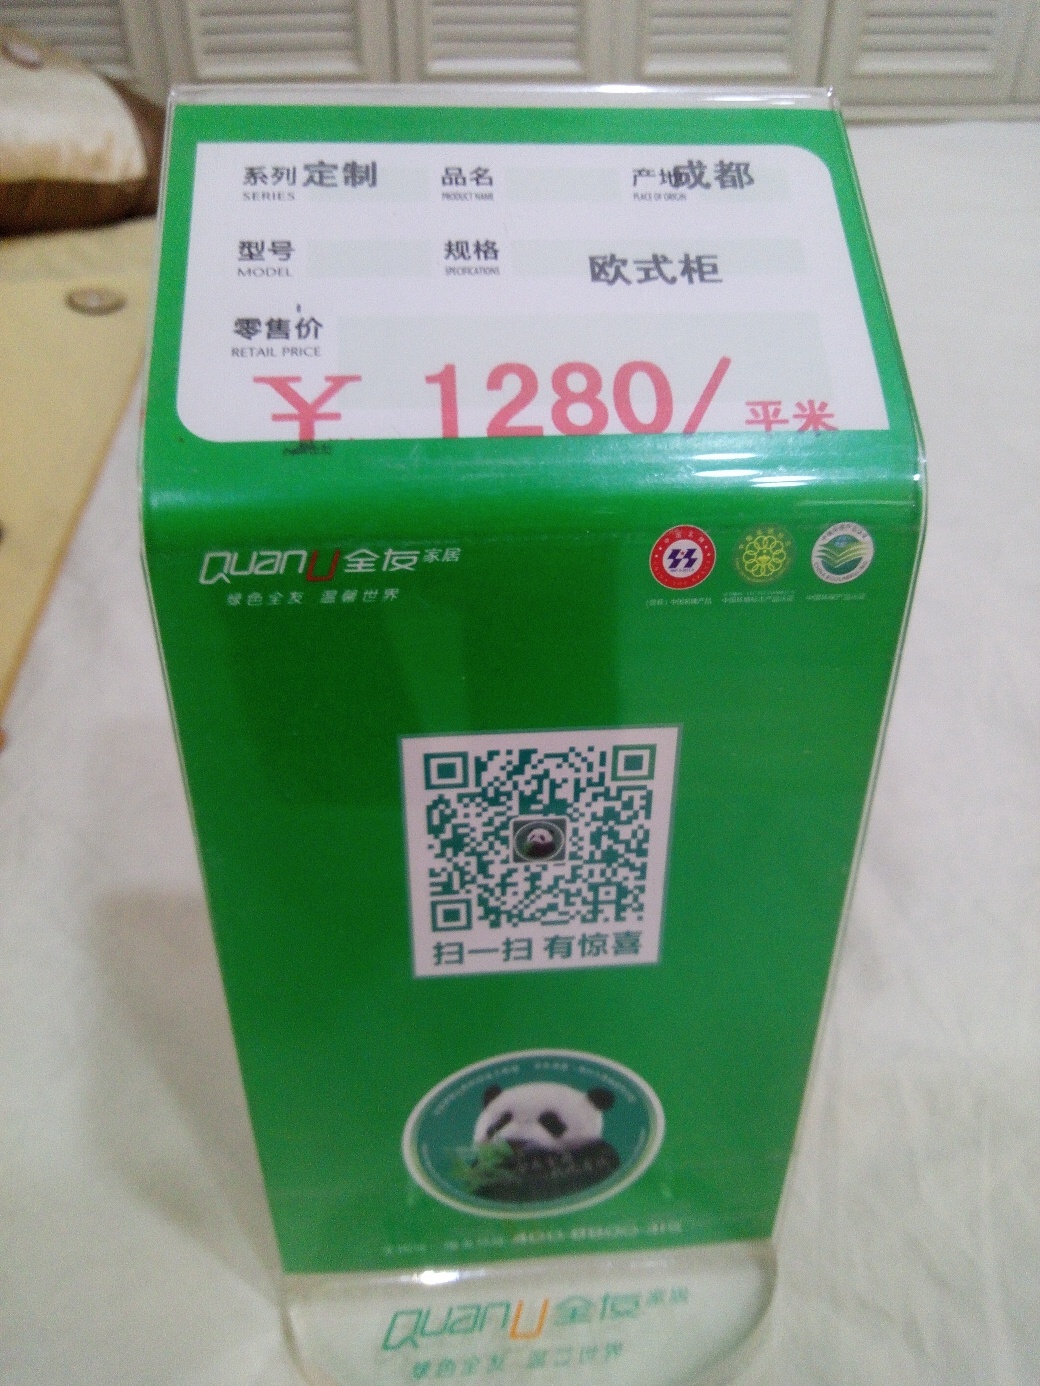 系列 定制 品名 产地 成都
SERIES PRODUCT NAME PLACE OF ORIGIN
型号 规格 欧式柜
MODEL SPECIFICATIONS
零售价
RETAIL PRICE
¥ 1280/平米
QuanU 全友 家居
绿色全友 温馨世界
扫一扫 有惊喜
QuanU 全友 家居
绿色全友 世界